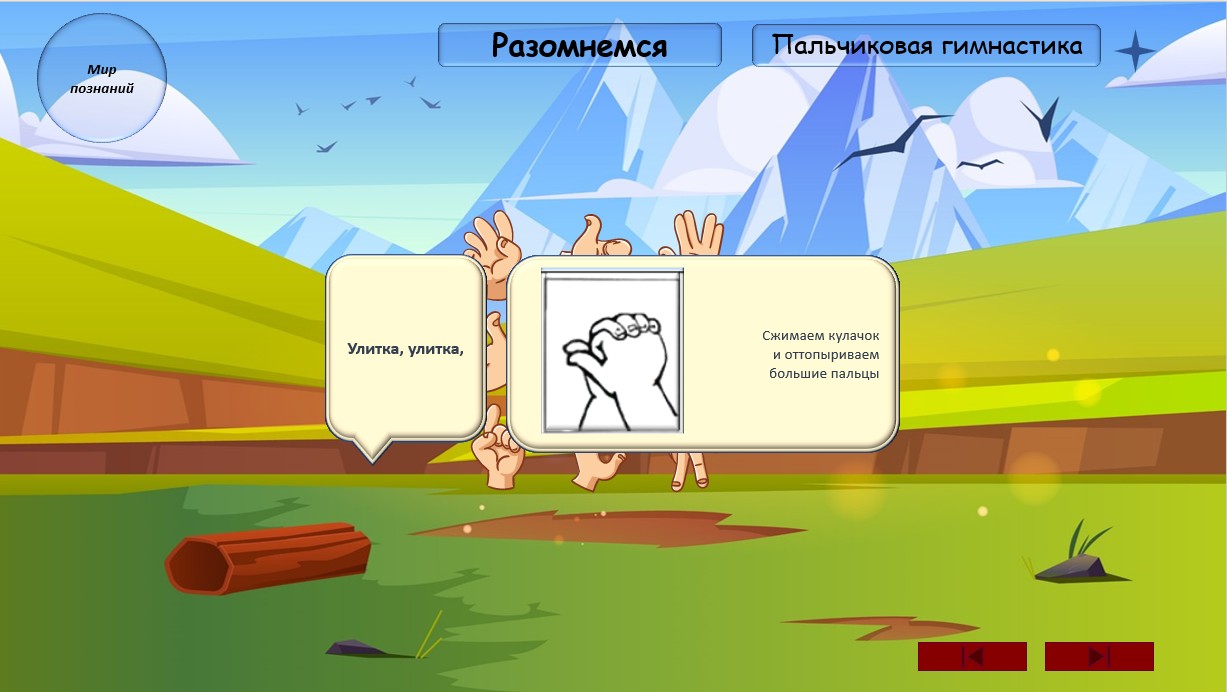 Мир
познаний
Разомнемся
Пальчиковая гимнастика
Улитка, улитка,
Сжимаем кулачок
и оттопыриваем
большие пальцы